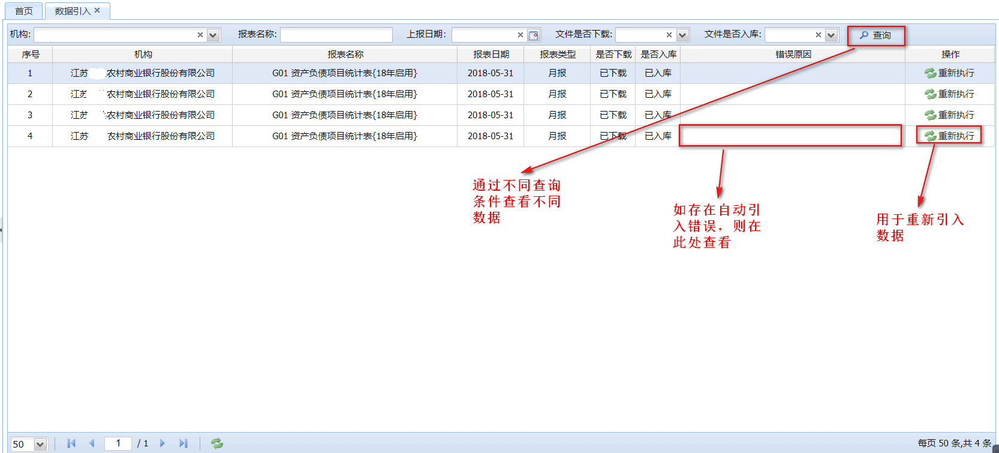 首页 数据引入
机构: 报表名称: 上报日期: 文件是否下载: 文件是否入库: 查询
序号 机构 报表名称 报表日期 报表类型 是否下载 是否入库 错误原因 操作
1 江苏 农村商业银行股份有限公司 G01 资产负债项目统计表{18年启用} 2018-05-31 月报 已下载 已入库 重新执行
2 江苏 农村商业银行股份有限公司 G01 资产负债项目统计表{18年启用} 2018-05-31 月报 已下载 已入库 重新执行
3 江苏 农村商业银行股份有限公司 G01 资产负债项目统计表{18年启用} 2018-05-31 月报 已下载 已入库 重新执行
4 江苏 农村商业银行股份有限公司 G01 资产负债项目统计表{18年启用} 2018-05-31 月报 已下载 已入库 重新执行
通过不同查询
条件查看不同
数据
如存在自动引
入错误，则在
此处查看
用于重新引入
数据
50 1 / 1 每页 50 条,共 4 条